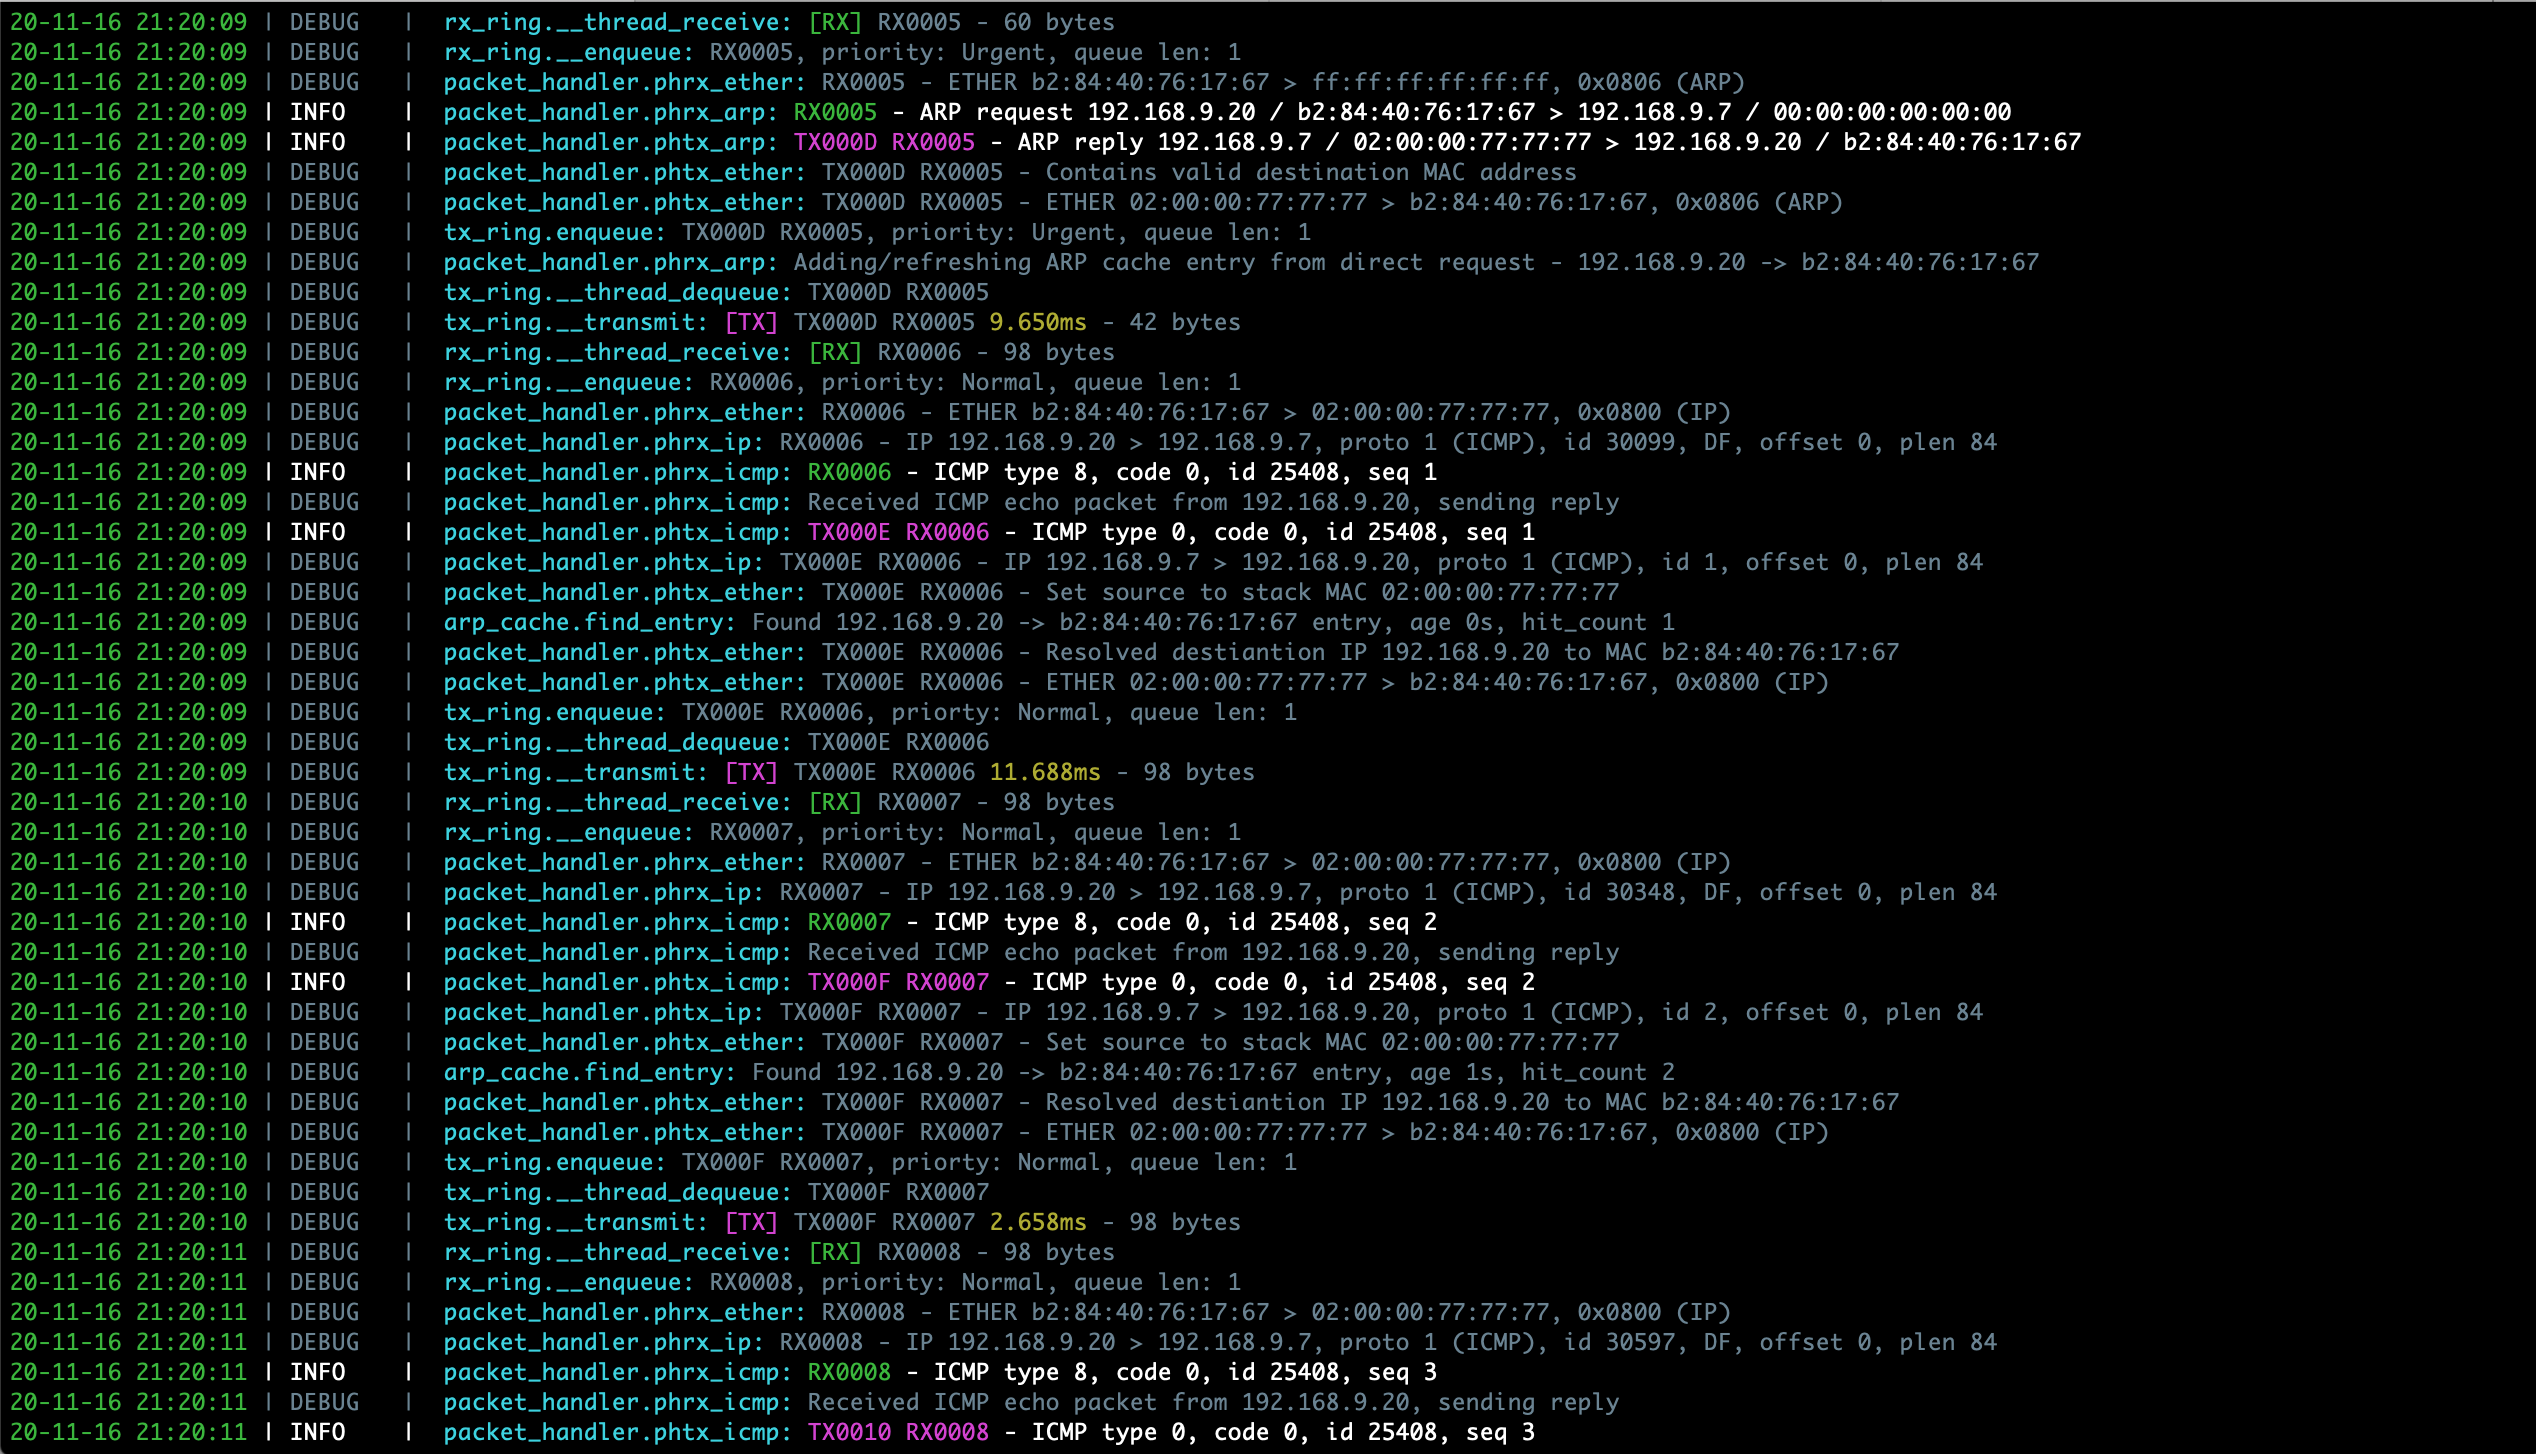 20-11-16 21:20:09 | DEBUG | rx_ring.__thread_receive: [RX] RX0005 - 60 bytes
20-11-16 21:20:09 | DEBUG | rx_ring.__enqueue: RX0005, priority: Urgent, queue len: 1
20-11-16 21:20:09 | DEBUG | packet_handler.phrx_ether: RX0005 - ETHER b2:84:40:76:17:67 > ff:ff:ff:ff:ff:ff, 0x0806 (ARP)
20-11-16 21:20:09 | INFO | packet_handler.phrx_arp: RX0005 - ARP request 192.168.9.20 / b2:84:40:76:17:67 > 192.168.9.7 / 00:00:00:00:00:00
20-11-16 21:20:09 | INFO | packet_handler.phtx_arp: TX000D RX0005 - ARP reply 192.168.9.7 / 02:00:00:77:77:77 > 192.168.9.20 / b2:84:40:76:17:67
20-11-16 21:20:09 | DEBUG | packet_handler.phtx_ether: TX000D RX0005 - Contains valid destination MAC address
20-11-16 21:20:09 | DEBUG | packet_handler.phtx_ether: TX000D RX0005 - ETHER 02:00:00:77:77:77 > b2:84:40:76:17:67, 0x0806 (ARP)
20-11-16 21:20:09 | DEBUG | tx_ring.enqueue: TX000D RX0005, priority: Urgent, queue len: 1
20-11-16 21:20:09 | DEBUG | packet_handler.phrx_arp: Adding/refreshing ARP cache entry from direct request - 192.168.9.20 -> b2:84:40:76:17:67
20-11-16 21:20:09 | DEBUG | tx_ring.__thread_dequeue: TX000D RX0005
20-11-16 21:20:09 | DEBUG | tx_ring.__transmit: [TX] TX000D RX0005 9.650ms - 42 bytes
20-11-16 21:20:09 | DEBUG | rx_ring.__thread_receive: [RX] RX0006 - 98 bytes
20-11-16 21:20:09 | DEBUG | rx_ring.__enqueue: RX0006, priority: Normal, queue len: 1
20-11-16 21:20:09 | DEBUG | packet_handler.phrx_ether: RX0006 - ETHER b2:84:40:76:17:67 > 02:00:00:77:77:77, 0x0800 (IP)
20-11-16 21:20:09 | DEBUG | packet_handler.phrx_ip: RX0006 - IP 192.168.9.20 > 192.168.9.7, proto 1 (ICMP), id 30099, DF, offset 0, plen 84
20-11-16 21:20:09 | INFO | packet_handler.phrx_icmp: RX0006 - ICMP type 8, code 0, id 25408, seq 1
20-11-16 21:20:09 | DEBUG | packet_handler.phrx_icmp: Received ICMP echo packet from 192.168.9.20, sending reply
20-11-16 21:20:09 | INFO | packet_handler.phtx_icmp: TX000E RX0006 - ICMP type 0, code 0, id 25408, seq 1
20-11-16 21:20:09 | DEBUG | packet_handler.phtx_ip: TX000E RX0006 - IP 192.168.9.7 > 192.168.9.20, proto 1 (ICMP), id 1, offset 0, plen 84
20-11-16 21:20:09 | DEBUG | packet_handler.phtx_ether: TX000E RX0006 - Set source to stack MAC 02:00:00:77:77:77
20-11-16 21:20:09 | DEBUG | arp_cache.find_entry: Found 192.168.9.20 -> b2:84:40:76:17:67 entry, age 0s, hit_count 1
20-11-16 21:20:09 | DEBUG | packet_handler.phtx_ether: TX000E RX0006 - Resolved destiantion IP 192.168.9.20 to MAC b2:84:40:76:17:67
20-11-16 21:20:09 | DEBUG | packet_handler.phtx_ether: TX000E RX0006 - ETHER 02:00:00:77:77:77 > b2:84:40:76:17:67, 0x0800 (IP)
20-11-16 21:20:09 | DEBUG | tx_ring.enqueue: TX000E RX0006, priorty: Normal, queue len: 1
20-11-16 21:20:09 | DEBUG | tx_ring.__thread_dequeue: TX000E RX0006
20-11-16 21:20:09 | DEBUG | tx_ring.__transmit: [TX] TX000E RX0006 11.688ms - 98 bytes
20-11-16 21:20:10 | DEBUG | rx_ring.__thread_receive: [RX] RX0007 - 98 bytes
20-11-16 21:20:10 | DEBUG | rx_ring.__enqueue: RX0007, priority: Normal, queue len: 1
20-11-16 21:20:10 | DEBUG | packet_handler.phrx_ether: RX0007 - ETHER b2:84:40:76:17:67 > 02:00:00:77:77:77, 0x0800 (IP)
20-11-16 21:20:10 | DEBUG | packet_handler.phrx_ip: RX0007 - IP 192.168.9.20 > 192.168.9.7, proto 1 (ICMP), id 30348, DF, offset 0, plen 84
20-11-16 21:20:10 | INFO | packet_handler.phrx_icmp: RX0007 - ICMP type 8, code 0, id 25408, seq 2
20-11-16 21:20:10 | DEBUG | packet_handler.phrx_icmp: Received ICMP echo packet from 192.168.9.20, sending reply
20-11-16 21:20:10 | INFO | packet_handler.phtx_icmp: TX000F RX0007 - ICMP type 0, code 0, id 25408, seq 2
20-11-16 21:20:10 | DEBUG | packet_handler.phtx_ip: TX000F RX0007 - IP 192.168.9.7 > 192.168.9.20, proto 1 (ICMP), id 2, offset 0, plen 84
20-11-16 21:20:10 | DEBUG | packet_handler.phtx_ether: TX000F RX0007 - Set source to stack MAC 02:00:00:77:77:77
20-11-16 21:20:10 | DEBUG | arp_cache.find_entry: Found 192.168.9.20 -> b2:84:40:76:17:67 entry, age 1s, hit_count 2
20-11-16 21:20:10 | DEBUG | packet_handler.phtx_ether: TX000F RX0007 - Resolved destiantion IP 192.168.9.20 to MAC b2:84:40:76:17:67
20-11-16 21:20:10 | DEBUG | packet_handler.phtx_ether: TX000F RX0007 - ETHER 02:00:00:77:77:77 > b2:84:40:76:17:67, 0x0800 (IP)
20-11-16 21:20:10 | DEBUG | tx_ring.enqueue: TX000F RX0007, priorty: Normal, queue len: 1
20-11-16 21:20:10 | DEBUG | tx_ring.__thread_dequeue: TX000F RX0007
20-11-16 21:20:10 | DEBUG | tx_ring.__transmit: [TX] TX000F RX0007 2.658ms - 98 bytes
20-11-16 21:20:11 | DEBUG | rx_ring.__thread_receive: [RX] RX0008 - 98 bytes
20-11-16 21:20:11 | DEBUG | rx_ring.__enqueue: RX0008, priority: Normal, queue len: 1
20-11-16 21:20:11 | DEBUG | packet_handler.phrx_ether: RX0008 - ETHER b2:84:40:76:17:67 > 02:00:00:77:77:77, 0x0800 (IP)
20-11-16 21:20:11 | DEBUG | packet_handler.phrx_ip: RX0008 - IP 192.168.9.20 > 192.168.9.7, proto 1 (ICMP), id 30597, DF, offset 0, plen 84
20-11-16 21:20:11 | INFO | packet_handler.phrx_icmp: RX0008 - ICMP type 8, code 0, id 25408, seq 3
20-11-16 21:20:11 | DEBUG | packet_handler.phrx_icmp: Received ICMP echo packet from 192.168.9.20, sending reply
20-11-16 21:20:11 | INFO | packet_handler.phtx_icmp: TX0010 RX0008 - ICMP type 0, code 0, id 25408, seq 3